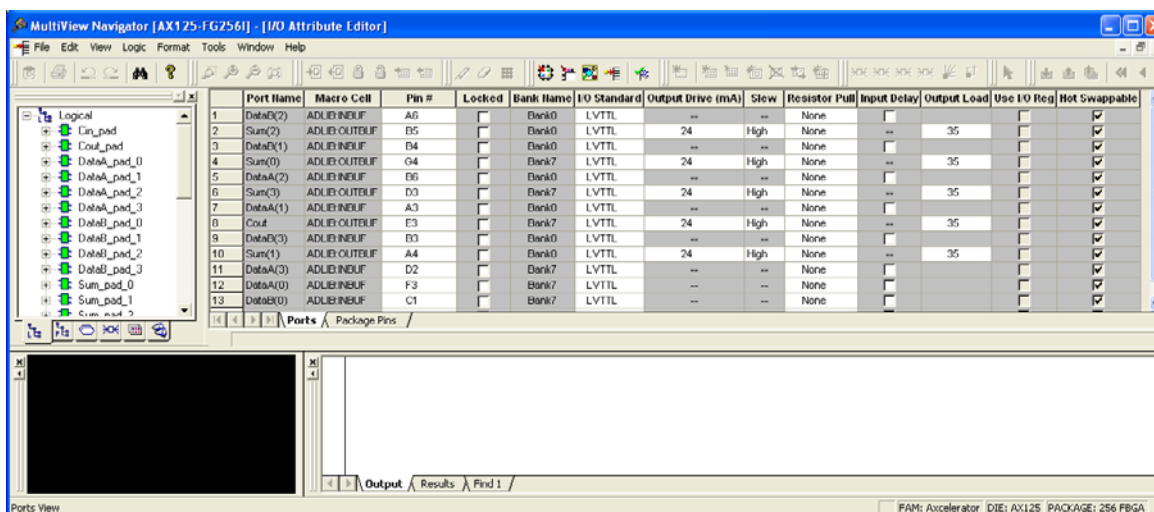 MultiView Navigator [AX125-FG256I] - [I/O Attribute Editor]
File Edit View Logic Format Tools Window Help
Logical
Cin_pad
Cout_pad
DataA_pad_0
DataA_pad_1
DataA_pad_2
DataA_pad_3
DataB_pad_0
DataB_pad_1
DataB_pad_2
DataB_pad_3
Sum_pad_0
Sum_pad_1
Sum_pad_2
Port Name Macro Cell Pin # Locked Bank Name I/O Standard Output Drive (mA) Slew Resistor Pull Input Delay Output Load Use I/O Reg Hot Swappable
1 DataB(2) ADLIB:INBUF A6 Bank0 LVTTL -- -- None --
2 Sum(2) ADLIB:OUTBUF B5 Bank0 LVTTL 24 High None -- 35
3 DataB(1) ADLIB:INBUF B4 Bank0 LVTTL -- -- None
4 Sum(0) ADLIB:OUTBUF G4 Bank7 LVTTL 24 High None -- 35
5 DataA(2) ADLIB:INBUF B6 Bank0 LVTTL -- -- None
6 Sum(3) ADLIB:OUTBUF D3 Bank7 LVTTL 24 High None -- 35
7 DataA(1) ADLIB:INBUF A3 Bank0 LVTTL -- -- None
8 Cout ADLIB:OUTBUF E3 Bank7 LVTTL 24 High None -- 35
9 DataB(3) ADLIB:INBUF B3 Bank0 LVTTL -- -- None
10 Sum(1) ADLIB:OUTBUF A4 Bank0 LVTTL 24 High None -- 35
11 DataA(3) ADLIB:INBUF D2 Bank7 LVTTL -- -- None
12 DataA(0) ADLIB:INBUF F3 Bank7 LVTTL -- -- None
13 DataB(0) ADLIB:INBUF C1 Bank7 LVTTL -- -- None
Ports Package Pins
Output Results Find 1
Ports View
FAM: Axcelerator DIE: AX125 PACKAGE: 256 FBGA